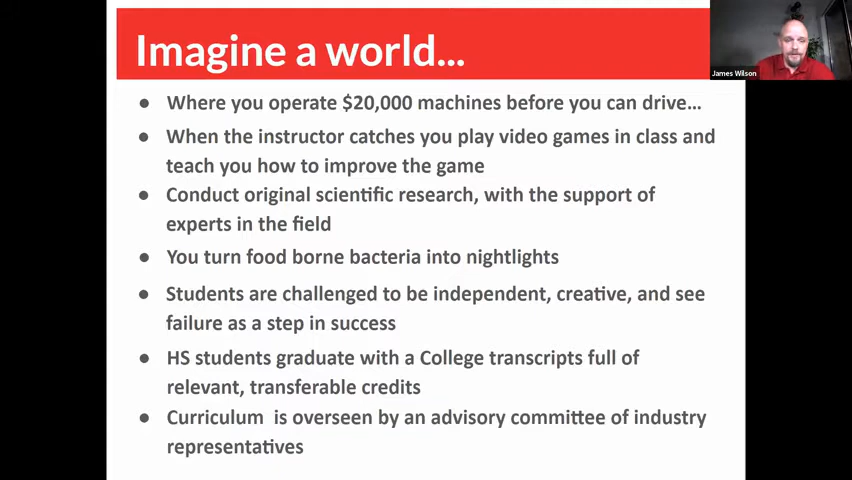 Imagine a world...
James Wilson
● Where you operate $20,000 machines before you can drive...
● When the instructor catches you play video games in class and
teach you how to improve the game
● Conduct original scientific research, with the support of
experts in the field
● You turn food borne bacteria into nightlights
● Students are challenged to be independent, creative, and see
failure as a step in success
● HS students graduate with a College transcripts full of
relevant, transferable credits
● Curriculum is overseen by an advisory committee of industry
representatives